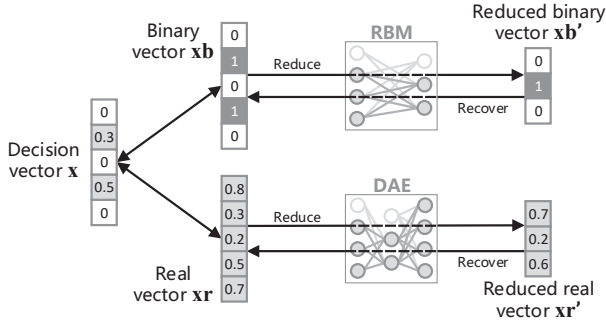 Binary
vector xb
0
1
0
1
0
RBM
Reduce
Recover
Reduced binary
vector xb′
0
1
0
Decision
vector x
0
0.3
0
0.5
0
0.8
0.3
0.2
0.5
0.7
Real
vector xr
DAE
Reduce
Recover
0.7
0.2
0.6
Reduced real
vector xr′